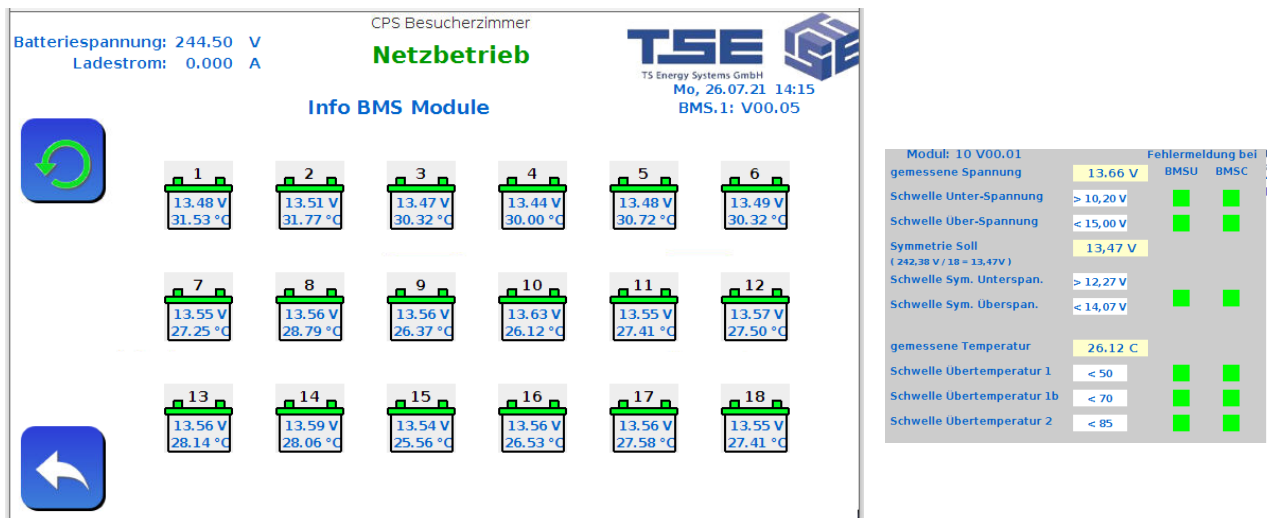 CPS Besucherzimmer
Batteriespannung: 244.50 V
Ladestrom: 0.000 A
Netzbetrieb
TSE
TS Energy Systems GmbH
TSE
Mo, 26.07.21 14:15
BMS.1: V00.05
Info BMS Module
1 2 3 4 5 6
13.48 V 13.51 V 13.47 V 13.44 V 13.48 V 13.49 V
31.53 °C 31.77 °C 30.32 °C 30.00 °C 30.72 °C 30.32 °C
7 8 9 10 11 12
13.55 V 13.56 V 13.56 V 13.63 V 13.55 V 13.57 V
27.25 °C 28.79 °C 26.37 °C 26.12 °C 27.41 °C 27.50 °C
13 14 15 16 17 18
13.56 V 13.59 V 13.54 V 13.56 V 13.56 V 13.55 V
28.14 °C 28.06 °C 25.56 °C 26.53 °C 27.58 °C 27.41 °C
Modul: 10 V00.01 Fehlermeldung bei
gemessene Spannung 13.66 V BMSU BMSC
Schwelle Unter-Spannung > 10,20 V
Schwelle Über-Spannung < 15,00 V
Symmetrie Soll 13,47 V
( 242,38 V / 18 = 13,47V )
Schwelle Sym. Unterspan. > 12,27 V
Schwelle Sym. Überspan. < 14,07 V
gemessene Temperatur 26.12 C
Schwelle Übertemperatur 1 < 50
Schwelle Übertemperatur 1b < 70
Schwelle Übertemperatur 2 < 85